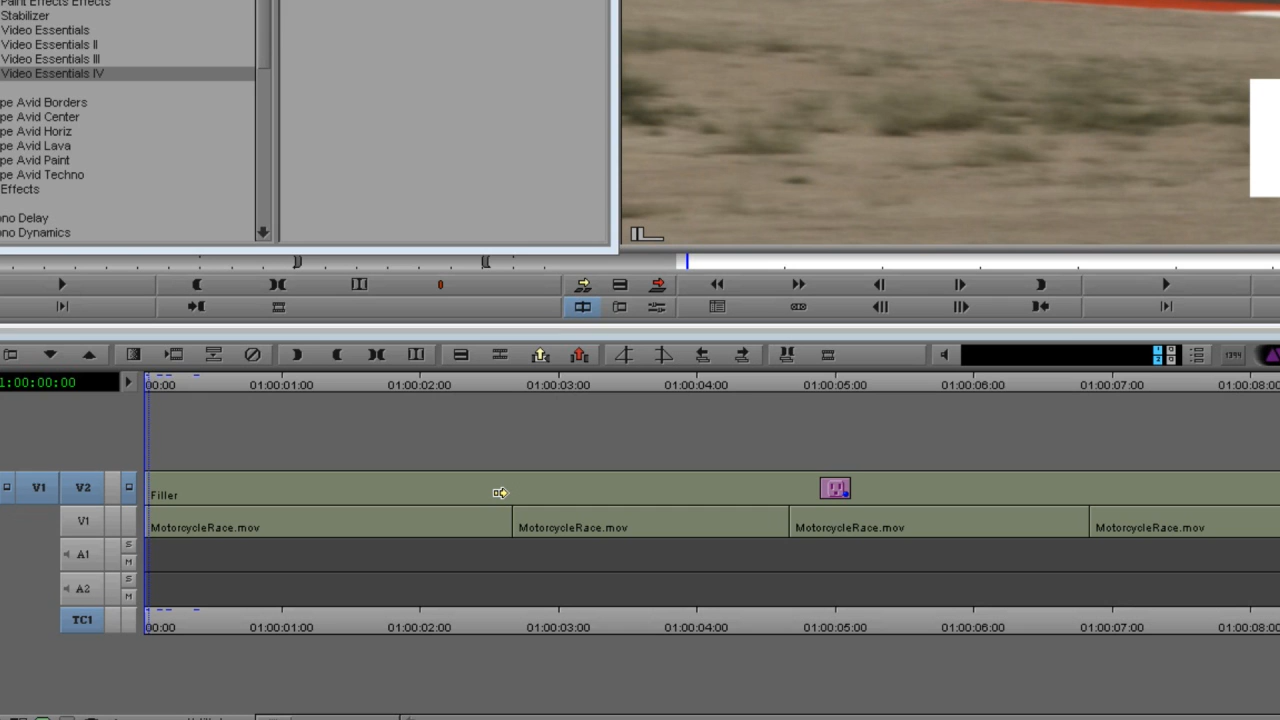 Paint Effects Effects
Stabilizer
Video Essentials
Video Essentials II
Video Essentials III
Video Essentials IV
pe Avid Borders
pe Avid Center
pe Avid Horiz
pe Avid Lava
pe Avid Paint
pe Avid Techno
Effects
no Delay
no Dynamics
1:00:00:00
00:00 01:00:01:00 01:00:02:00 01:00:03:00 01:00:04:00 01:00:05:00 01:00:06:00 01:00:07:00 01:00:08:00
V1 V2 Filler
V1 MotorcycleRace.mov MotorcycleRace.mov MotorcycleRace.mov MotorcycleRace.mov
A1 S M
A2 S M
TC1 00:00 01:00:01:00 01:00:02:00 01:00:03:00 01:00:04:00 01:00:05:00 01:00:06:00 01:00:07:00 01:00:08:00